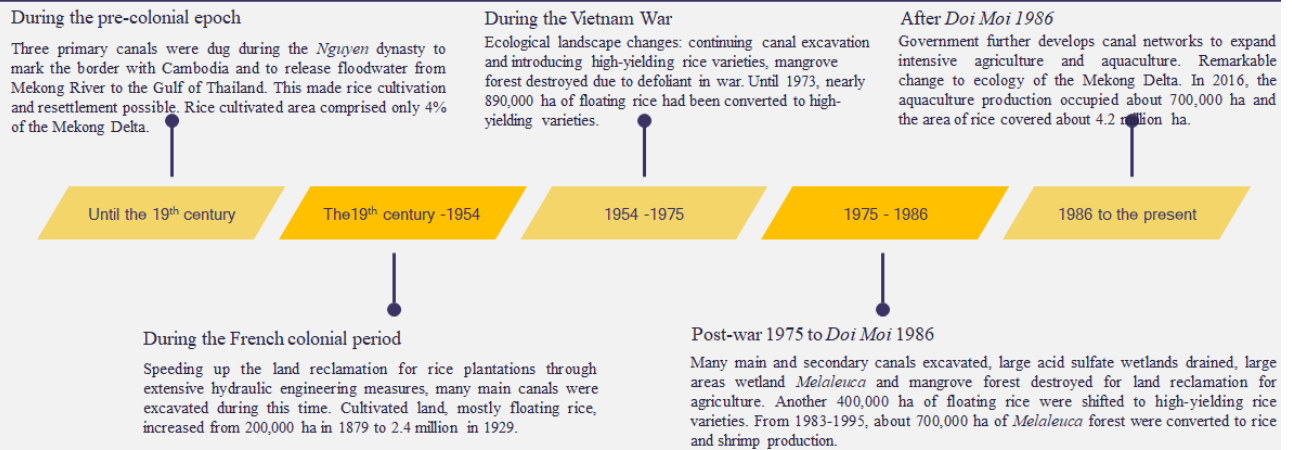 During the pre-colonial epoch
Three primary canals were dug during the Nguyen dynasty to
mark the border with Cambodia and to release floodwater from
Mekong River to the Gulf of Thailand. This made rice cultivation
and resettlement possible. Rice cultivated area comprised only 4%
of the Mekong Delta.
During the Vietnam War
Ecological landscape changes: continuing canal excavation
and introducing high-yielding rice varieties, mangrove
forest destroyed due to defoliant in war. Until 1973, nearly
890,000 ha of floating rice had been converted to high-
yielding varieties.
After Doi Moi 1986
Government further develops canal networks to expand
intensive agriculture and aquaculture. Remarkable
change to ecology of the Mekong Delta. In 2016, the
aquaculture production occupied about 700,000 ha and
the area of rice covered about 4.2 million ha.
Until the 19th century
The19th century -1954
1954 -1975
1975 - 1986
1986 to the present
During the French colonial period
Speeding up the land reclamation for rice plantations through
extensive hydraulic engineering measures, many main canals were
excavated during this time. Cultivated land, mostly floating rice,
increased from 200,000 ha in 1879 to 2.4 million in 1929.
Post-war 1975 to Doi Moi 1986
Many main and secondary canals excavated, large acid sulfate wetlands drained, large
areas wetland Melaleuca and mangrove forest destroyed for land reclamation for
agriculture. Another 400,000 ha of floating rice were shifted to high-yielding rice
varieties. From 1983-1995, about 700,000 ha of Melaleuca forest were converted to rice
and shrimp production.